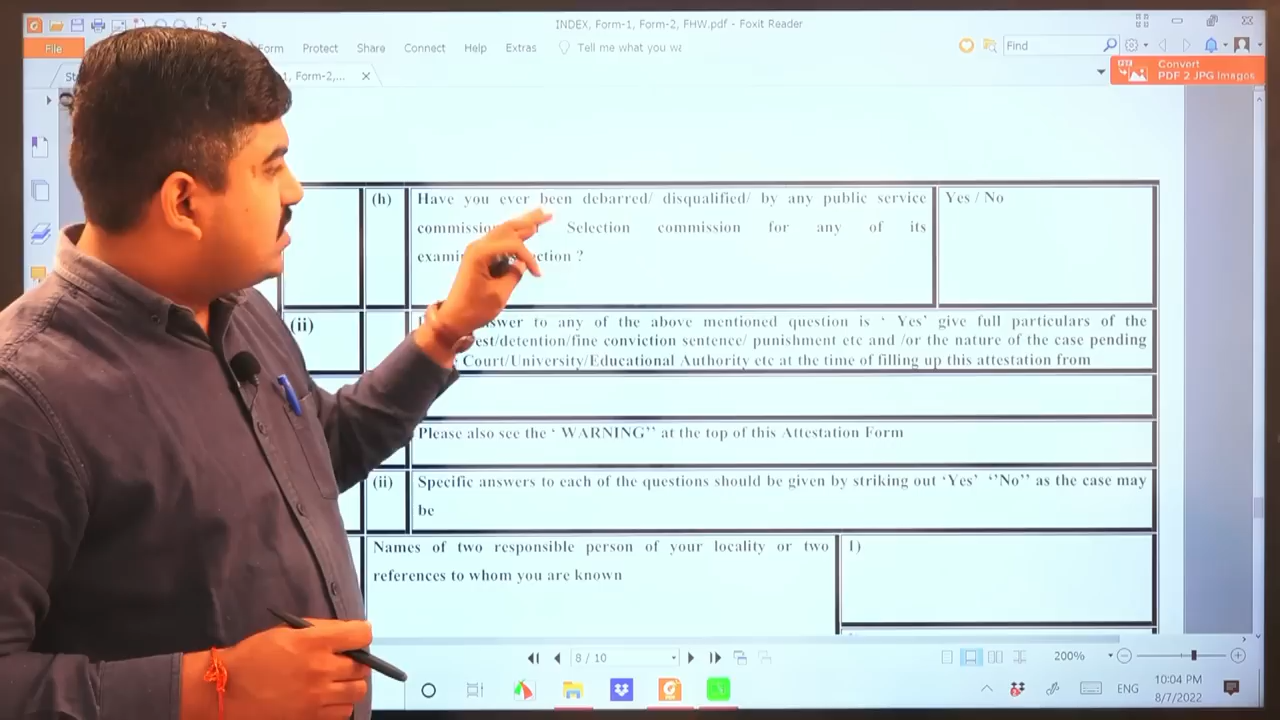 INDEX, Form-1, Form-2, FHW.pdf - Foxit Reader
File
Form Protect Share Connect Help Extras Tell me what you wa
Find
1, Form-2,...
Convert
PDF 2 JPG Images
(h) Have you ever been debarred/ disqualified/ by any public service Yes / No
Selection commission for any of its
?
(ii) to any of the above mentioned question is ‘ Yes’ give full particulars of the
/detention/fine conviction sentence/ punishment etc and /or the nature of the case pending
Court/University/Educational Authority etc at the time of filling up this attestation from
Please also see the ‘ WARNING’’ at the top of this Attestation Form
(ii) Specific answers to each of the questions should be given by striking out ‘Yes’ ‘’No’’ as the case may
be
Names of two responsible person of your locality or two 1)
references to whom you are known
8 / 10
200%
ENG
10:04 PM
8/7/2022